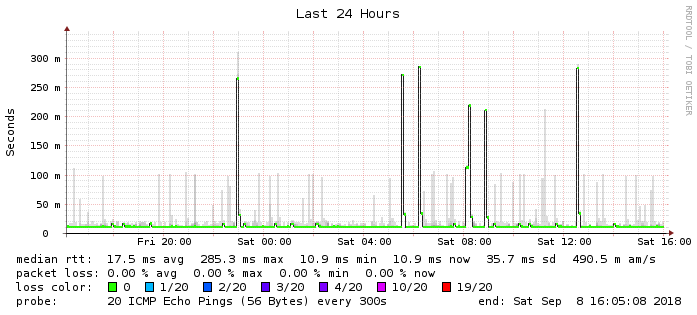 Last 24 Hours
RRDTOOL / TOBI OETIKER
Seconds
300 m
250 m
200 m
150 m
100 m
50 m
0
Fri 20:00 Sat 00:00 Sat 04:00 Sat 08:00 Sat 12:00 Sat 16:00
median rtt: 17.5 ms avg 285.3 ms max 10.9 ms min 10.9 ms now 35.7 ms sd 490.5 m am/s
packet loss: 0.00 % avg 0.00 % max 0.00 % min 0.00 % now
loss color: 0 1/20 2/20 3/20 4/20 10/20 19/20
probe: 20 ICMP Echo Pings (56 Bytes) every 300s end: Sat Sep 8 16:05:08 2018